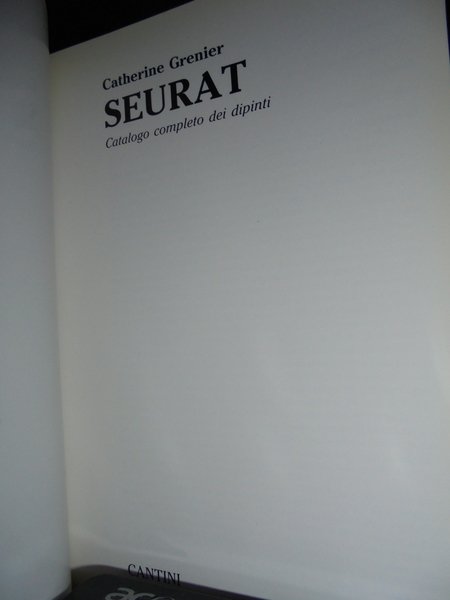 Catherine Grenier
SEURAT
Catalogo completo dei dipinti
CANTINI